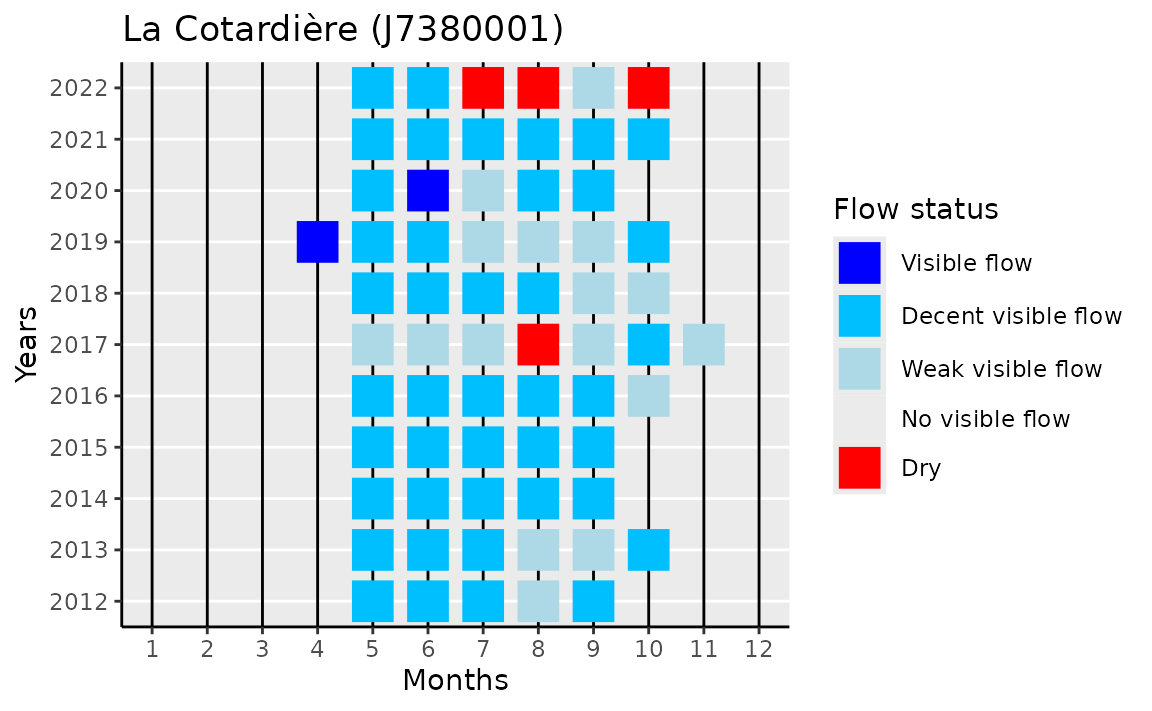 La Cotardière (J7380001)
2022
2021
2020
2019
2018
2017
2016
2015
2014
2013
2012
Years
1 2 3 4 5 6 7 8 9 10 11 12
Months
Flow status
Visible flow
Decent visible flow
Weak visible flow
No visible flow
Dry